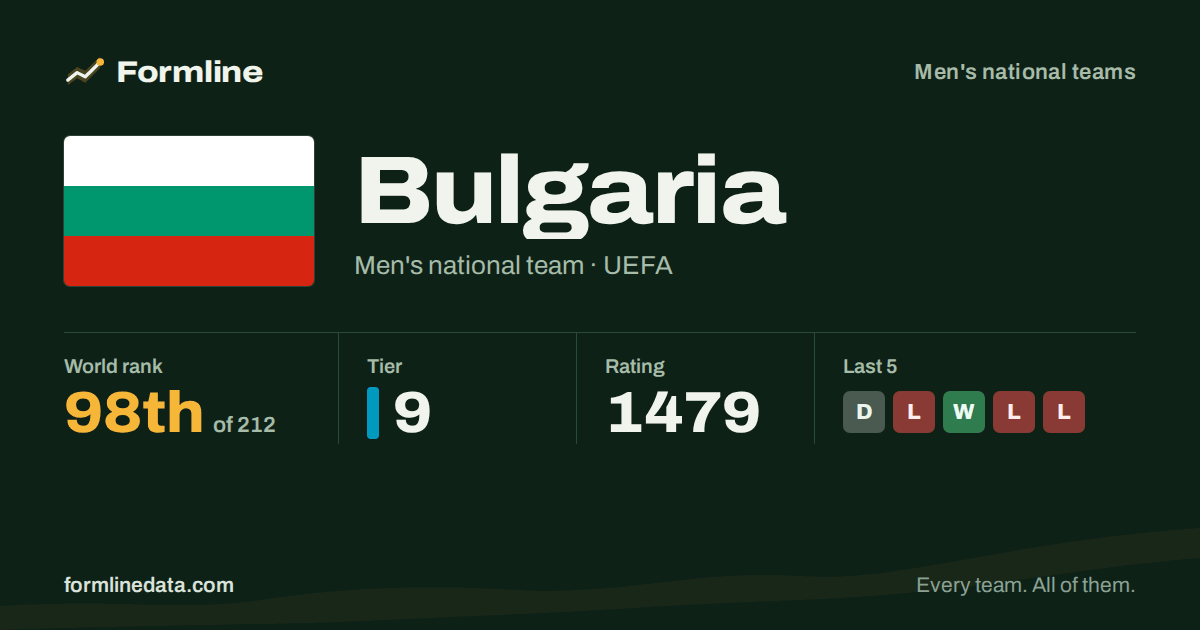 Formline
Men's national teams
Bulgaria
Men's national team · UEFA
World rank
98th of 212
Tier
9
Rating
1479
Last 5
D L W L L
formlinedata.com
Every team. All of them.